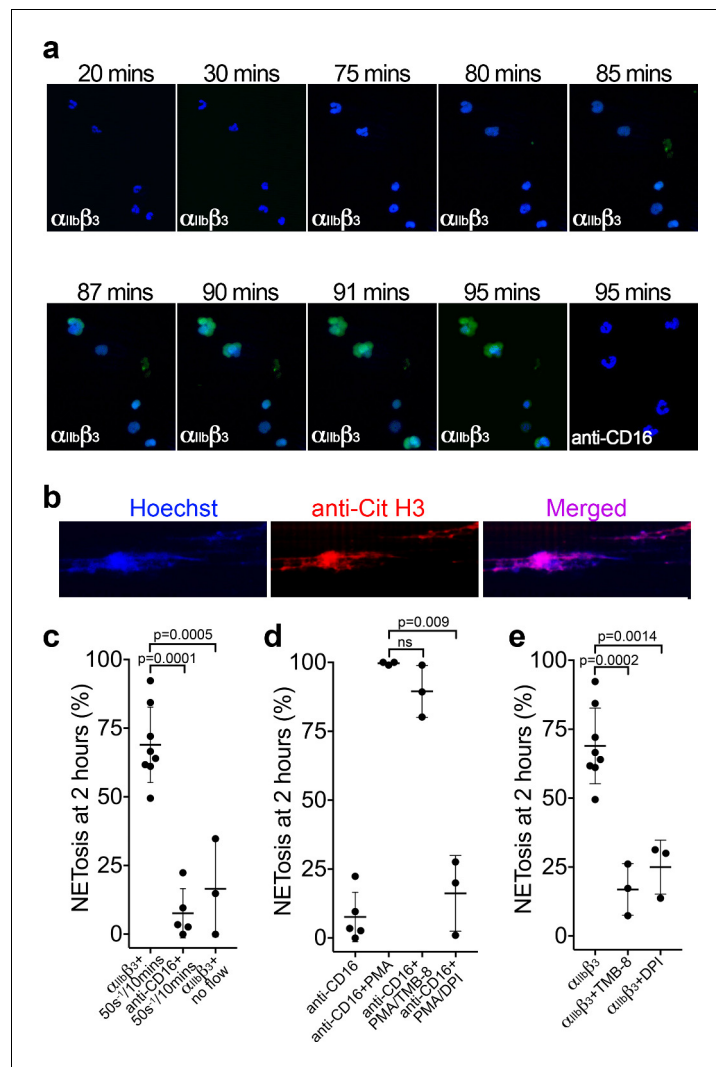 a
20 mins 30 mins 75 mins 80 mins 85 mins
αIIbβ3 αIIbβ3 αIIbβ3 αIIbβ3 αIIbβ3
87 mins 90 mins 91 mins 95 mins 95 mins
αIIbβ3 αIIbβ3 αIIbβ3 αIIbβ3 anti-CD16
b
Hoechst anti-Cit H3 Merged
c
p=0.0005
p=0.0001
NETosis at 2 hours (%)
100
75
50
25
0
αIIbβ3+
50s⁻¹/10mins
anti-CD16+
50s⁻¹/10mins
αIIbβ3+
no flow
d
p=0.009
ns
NETosis at 2 hours (%)
100
75
50
25
0
anti-CD16
anti-CD16+PMA
anti-CD16+
PMA/TMB-8
anti-CD16+
PMA/DPI
e
p=0.0014
p=0.0002
NETosis at 2 hours (%)
100
75
50
25
0
αIIbβ3
αIIbβ3+TMB-8
αIIbβ3+DPI